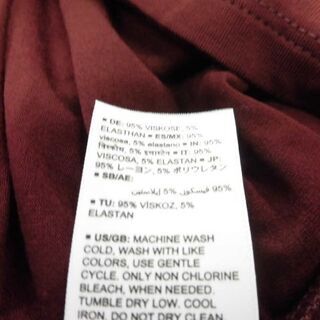 ■ DE: 95% VISKOSE, 5%
ELASTHAN ■ ES/MX: 95%
viscosa, 5% elastano ■ IN: 95%
विस्कोस, 5% इलास्टेन ■ IT: 95%
VISCOSA, 5% ELASTAN ■ JP:
95% レーヨン, 5% ポリウレタン
■ SB/AE:
95% فيسكوز, 5% إيلاستين
■ TU: 95% VİSKOZ, 5%
ELASTAN
■ US/GB: MACHINE WASH
COLD, WASH WITH LIKE
COLORS, USE GENTLE
CYCLE. ONLY NON CHLORINE
BLEACH, WHEN NEEDED.
TUMBLE DRY LOW. COOL
IRON. DO NOT DRY CLEAN.